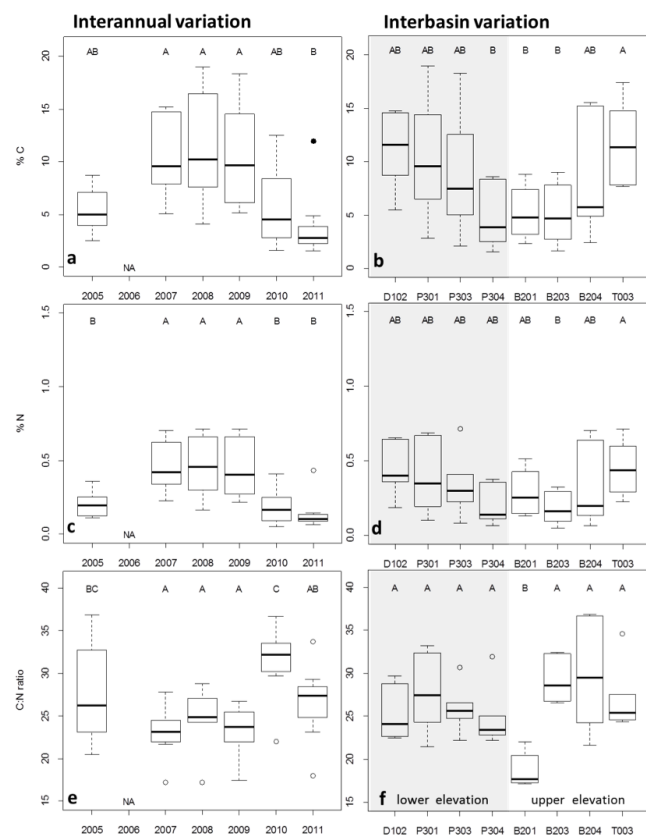 Interannual variation
Interbasin variation
AB A A A AB B
% C
20
15
10
5
0
a
NA
2005 2006 2007 2008 2009 2010 2011
AB AB AB B B B AB A
20
15
10
5
0
b
D102 P301 P303 P304 B201 B203 B204 T003
B A A A B B
% N
1.5
1.0
0.5
0.0
c
NA
2005 2006 2007 2008 2009 2010 2011
AB AB AB AB AB B AB A
1.5
1.0
0.5
0.0
d
D102 P301 P303 P304 B201 B203 B204 T003
BC A A A C AB
C:N ratio
40
35
30
25
20
15
e
NA
2005 2006 2007 2008 2009 2010 2011
A A A A B A A A
40
35
30
25
20
15
f
lower elevation
upper elevation
D102 P301 P303 P304 B201 B203 B204 T003